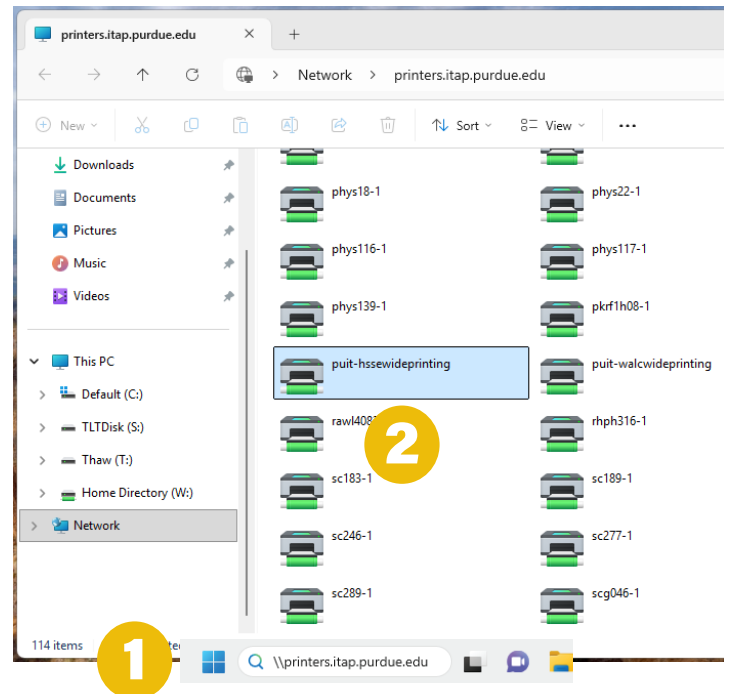 printers.itap.purdue.edu
Network > printers.itap.purdue.edu
New
Sort
View
Downloads
Documents
Pictures
Music
Videos
This PC
Default (C:)
TLTDisk (S:)
Thaw (T:)
Home Directory (W:)
Network
phys18-1
phys22-1
phys116-1
phys117-1
phys139-1
pkrf1h08-1
puit-hssewideprinting
puit-walcwideprinting
rhph316-1
2
sc183-1
sc189-1
sc246-1
sc277-1
sc289-1
scg046-1
114 items
1
\\printers.itap.purdue.edu